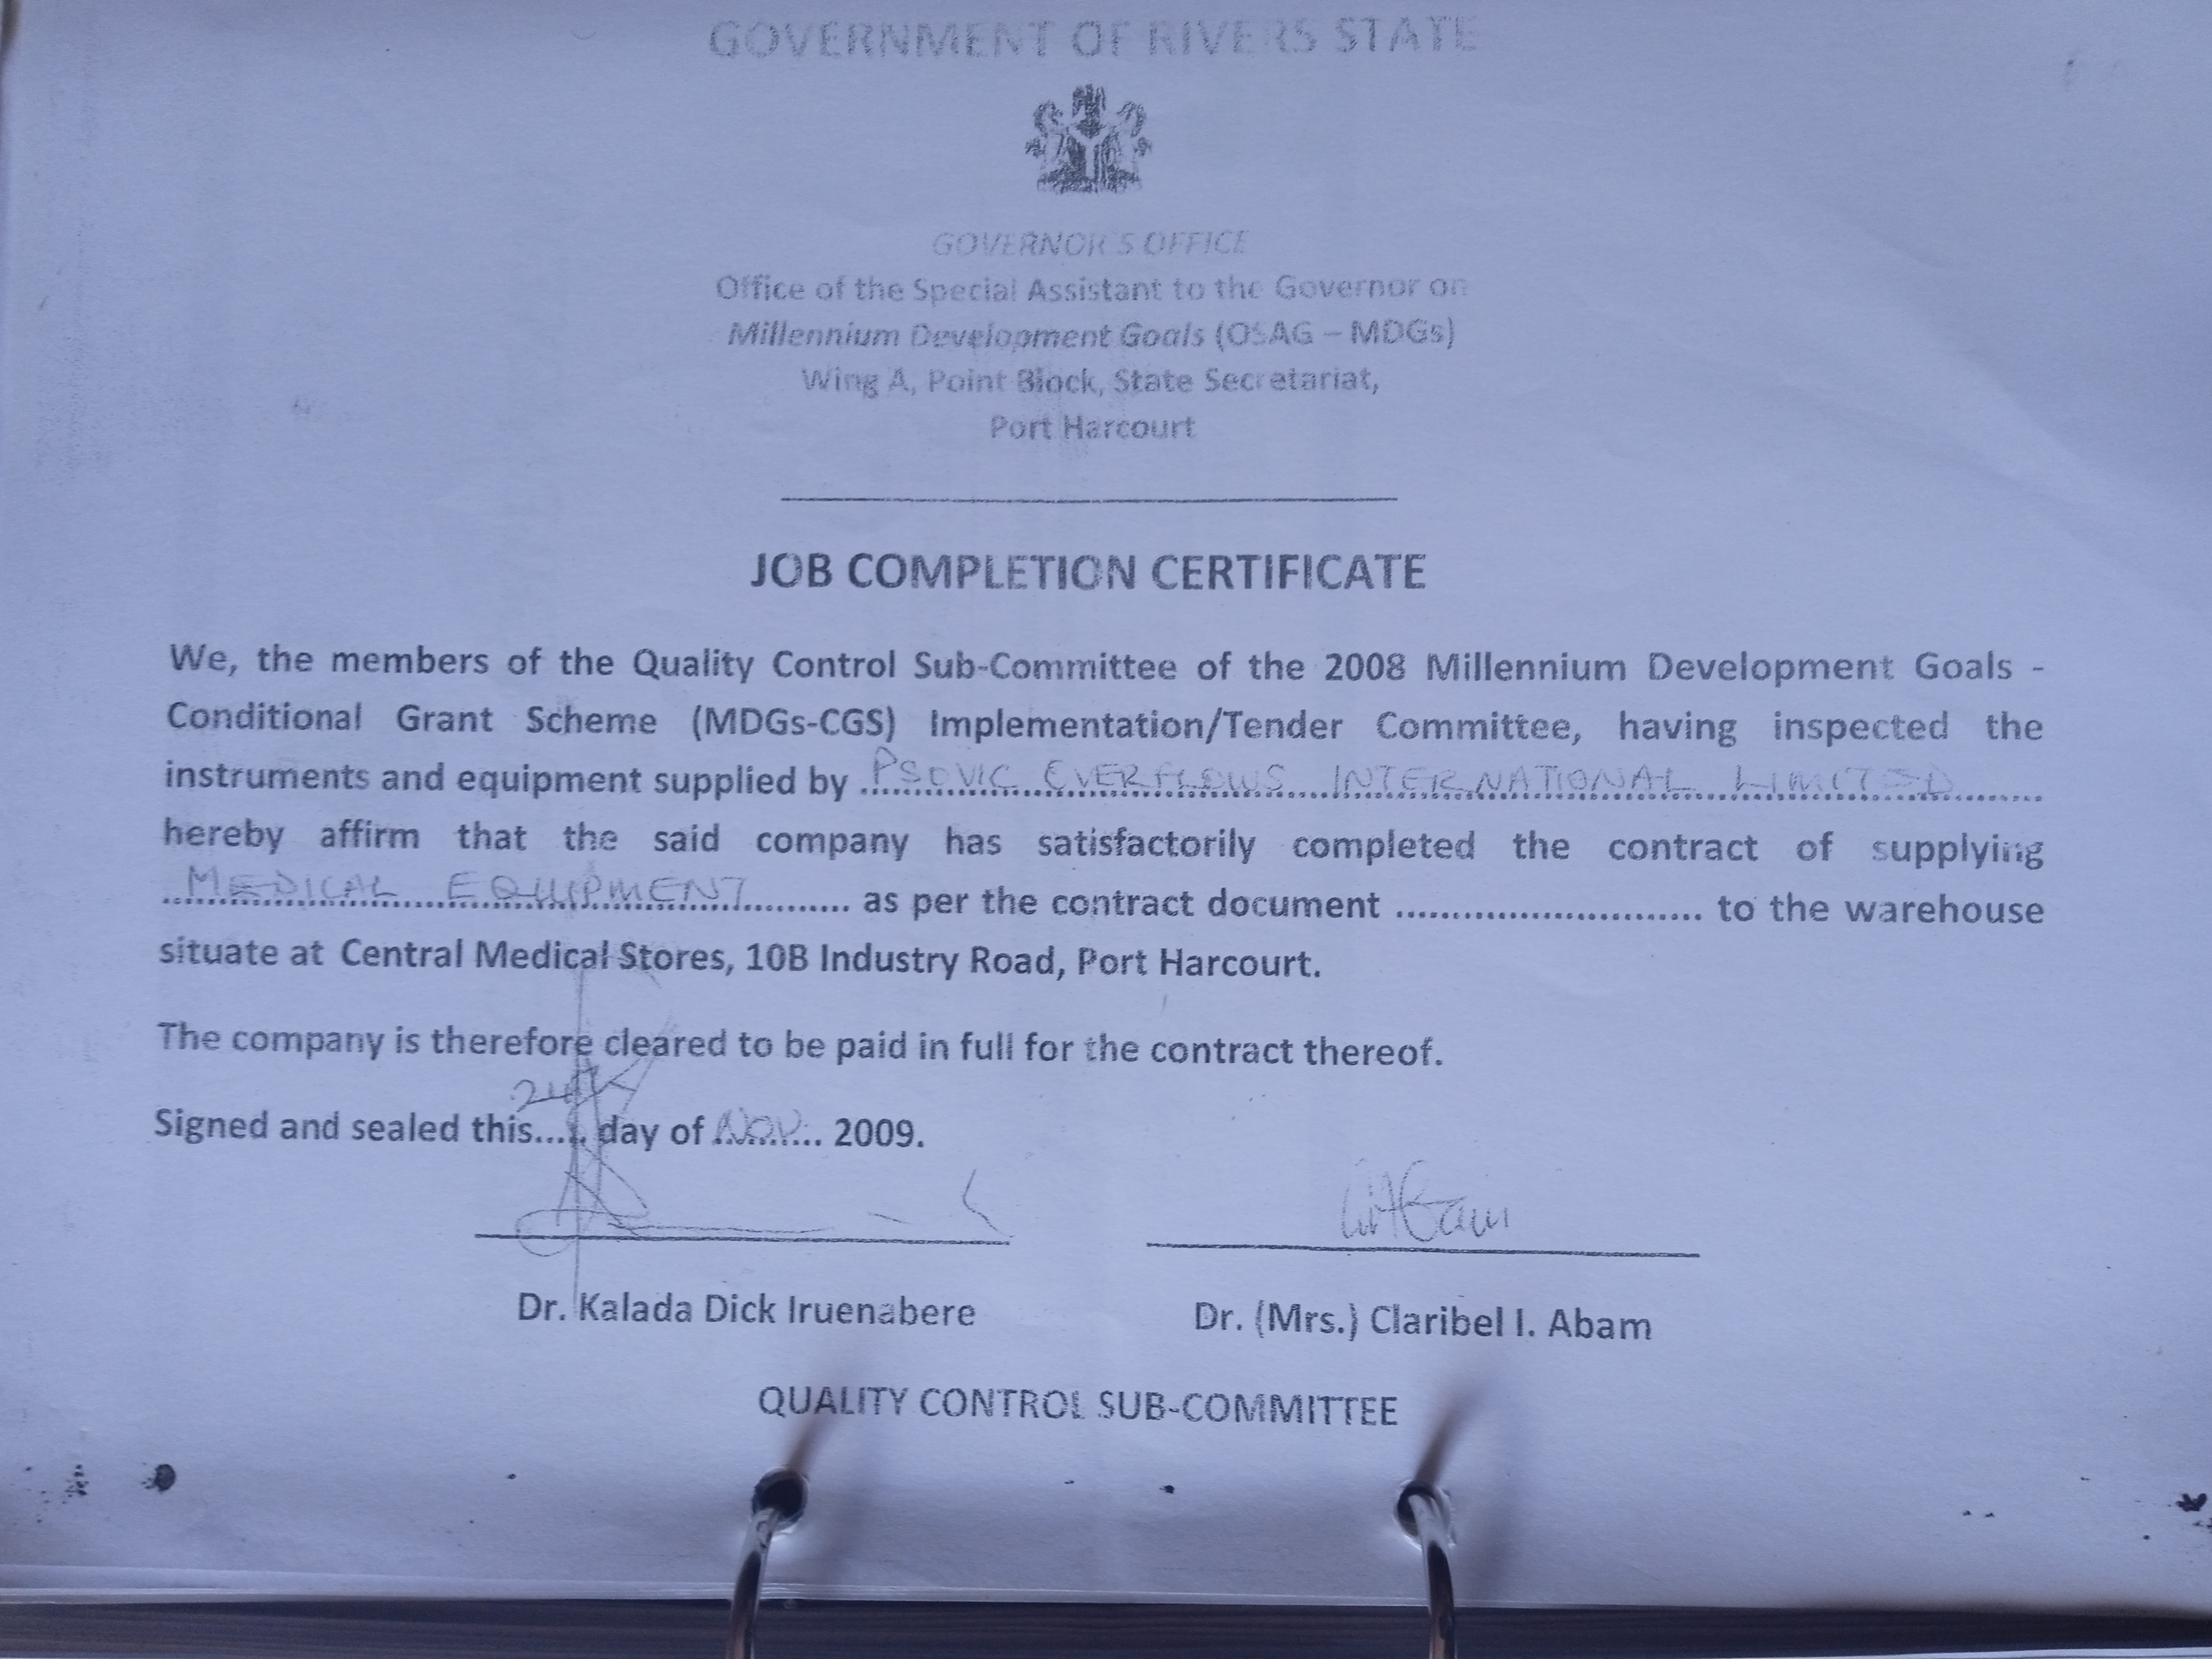 GOVERNMENT OF RIVERS STATE
GOVERNOR'S OFFICE
Office of the Special Assistant to the Governor on
Millennium Development Goals (OSAG – MDGs)
Wing A, Point Block, State Secretariat,
Port Harcourt
JOB COMPLETION CERTIFICATE
We, the members of the Quality Control Sub-Committee of the 2008 Millennium Development Goals -
Conditional Grant Scheme (MDGs-CGS) Implementation/Tender Committee, having inspected the
instruments and equipment supplied by PSOVIC OVERFLOWS INTERNATIONAL LIMITED
hereby affirm that the said company has satisfactorily completed the contract of supplying
MEDICAL EQUIPMENT as per the contract document .............................. to the warehouse
situate at Central Medical Stores, 10B Industry Road, Port Harcourt.
The company is therefore cleared to be paid in full for the contract thereof.
Signed and sealed this..... day of Nov 2009.
Dr. Kalada Dick Iruenabere Dr. (Mrs.) Claribel I. Abam
QUALITY CONTROL SUB-COMMITTEE